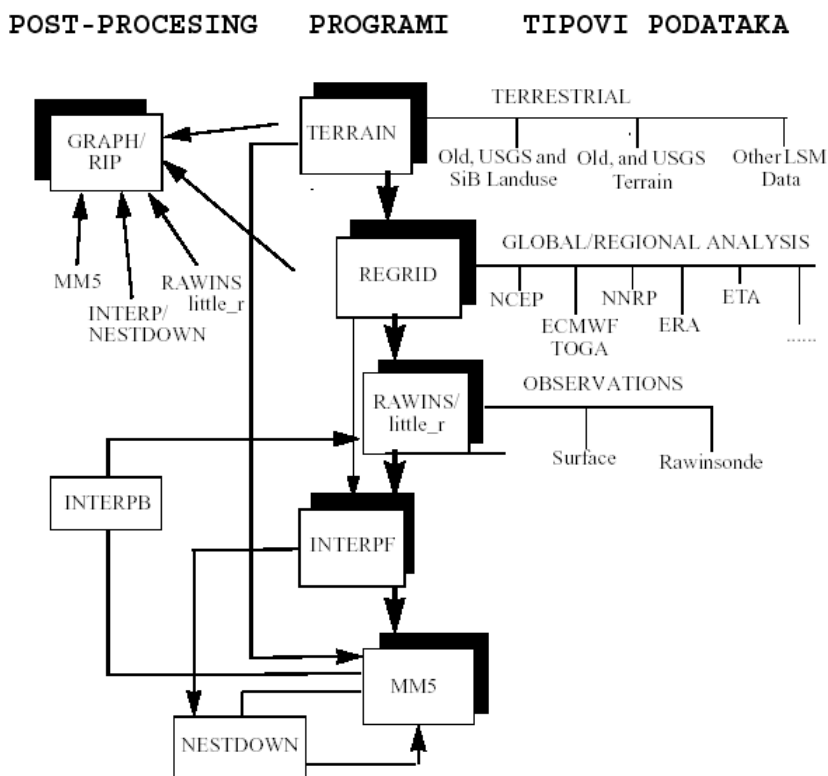 POST-PROCESING PROGRAMI TIPOVI PODATAKA
GRAPH/
RIP
MM5
INTERP/
NESTDOWN
RAWINS
little_r
TERRAIN
TERRESTRIAL
Old, USGS and
SiB Landuse
Old, and USGS
Terrain
Other LSM
Data
REGRID
GLOBAL/REGIONAL ANALYSIS
NCEP
ECMWF
TOGA
NNRP
ERA
ETA
......
RAWINS/
little_r
OBSERVATIONS
Surface
Rawinsonde
INTERPB
INTERPF
MM5
NESTDOWN